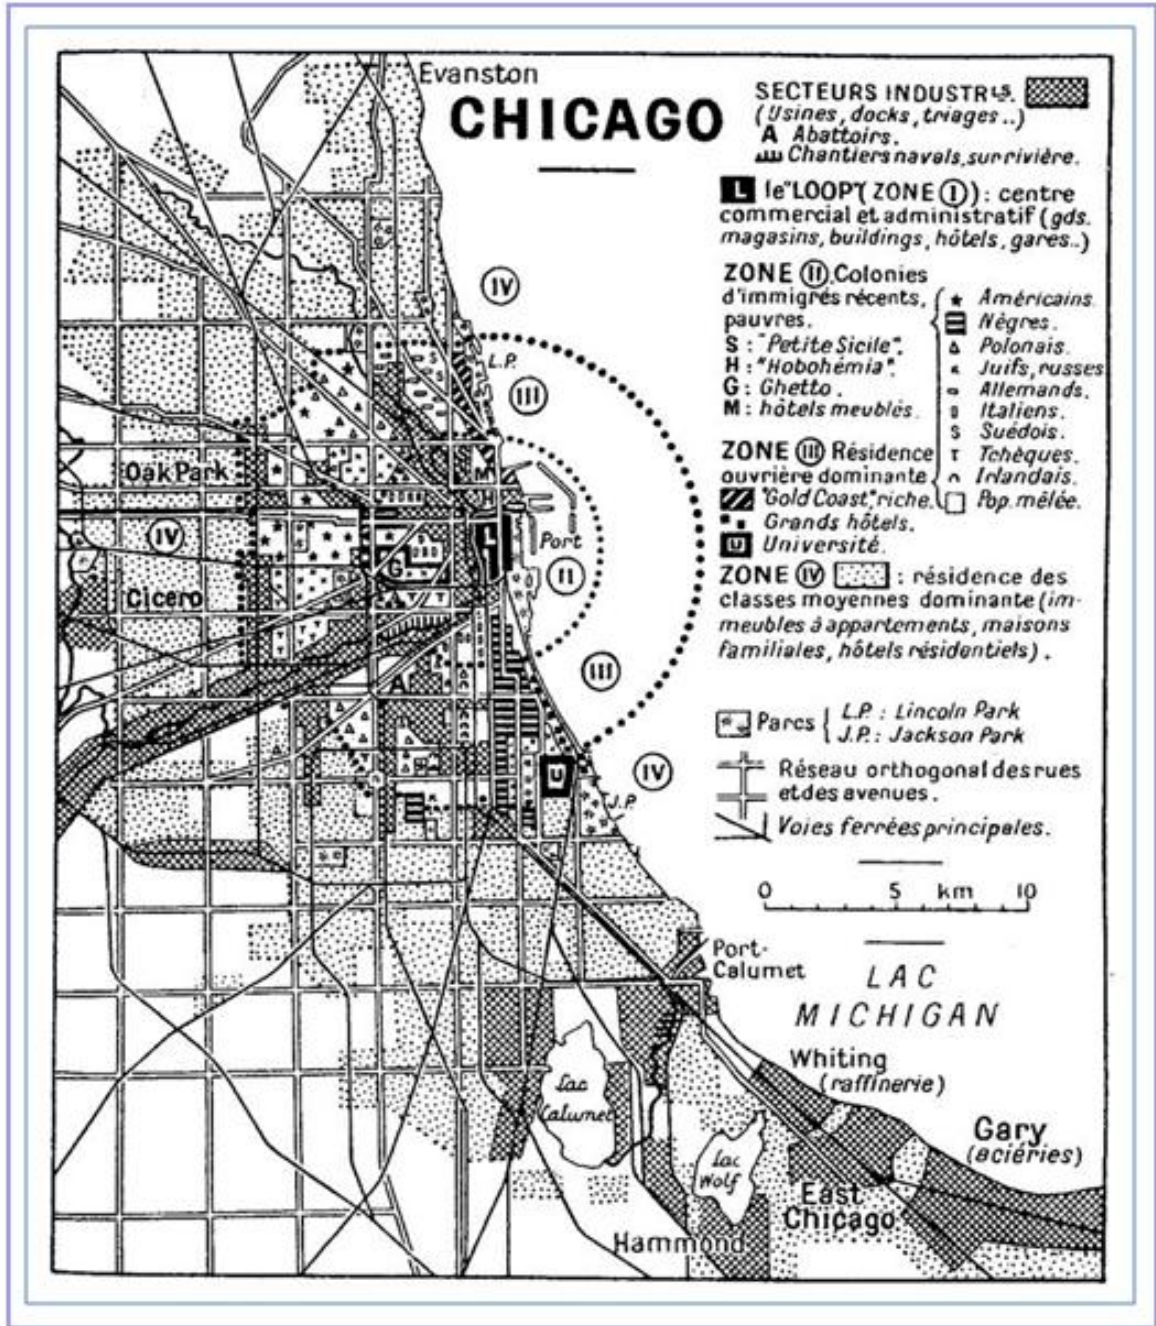 Evanston
CHICAGO
SECTEURS INDUSTR.LS.
(Usines, docks, triages..)
A Abattoirs.
Chantiers navals, sur rivière.
L le "LOOP" (ZONE I) : centre
commercial et administratif (gds.
magasins, buildings, hôtels, gares..)
ZONE II Colonies
d'immigrés récents,
pauvres.
S : "Petite Sicile".
H : "Hobohémia".
G : Ghetto.
M : hôtels meublés.
Américains.
Nègres.
Polonais.
Juifs, russes
Allemands.
Italiens.
S Suédois.
T Tchèques.
Irlandais.
Pop. mêlée.
ZONE III Résidence
ouvrière dominante
"Gold Coast", riche.
Grands hôtels.
U Université.
ZONE IV : résidence des
classes moyennes dominante (im-
meubles à appartements, maisons
familiales, hôtels résidentiels).
Parcs
L.P. : Lincoln Park
J.P. : Jackson Park
Réseau orthogonal des rues
et des avenues.
Voies ferrées principales.
0 5 km 10
LAC
MICHIGAN
IV
L.P.
III
Oak Park
M
H
IV
L
Port
G
II
Cicero
A
III
U
IV
J.P.
Port-
Calumet
Whiting
(raffinerie)
Lac
Calumet
Gary
(aciéries)
Lac
Wolf
East
Chicago
Hammond